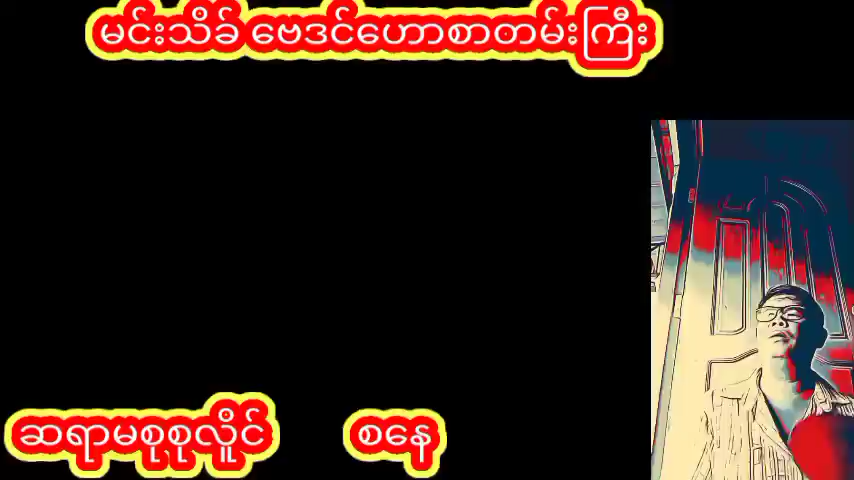 မင်းသိခ် ဗေဒင်ဟောစာတမ်းကြီး
ဆရာမစုစုလှိူင်
စနေ